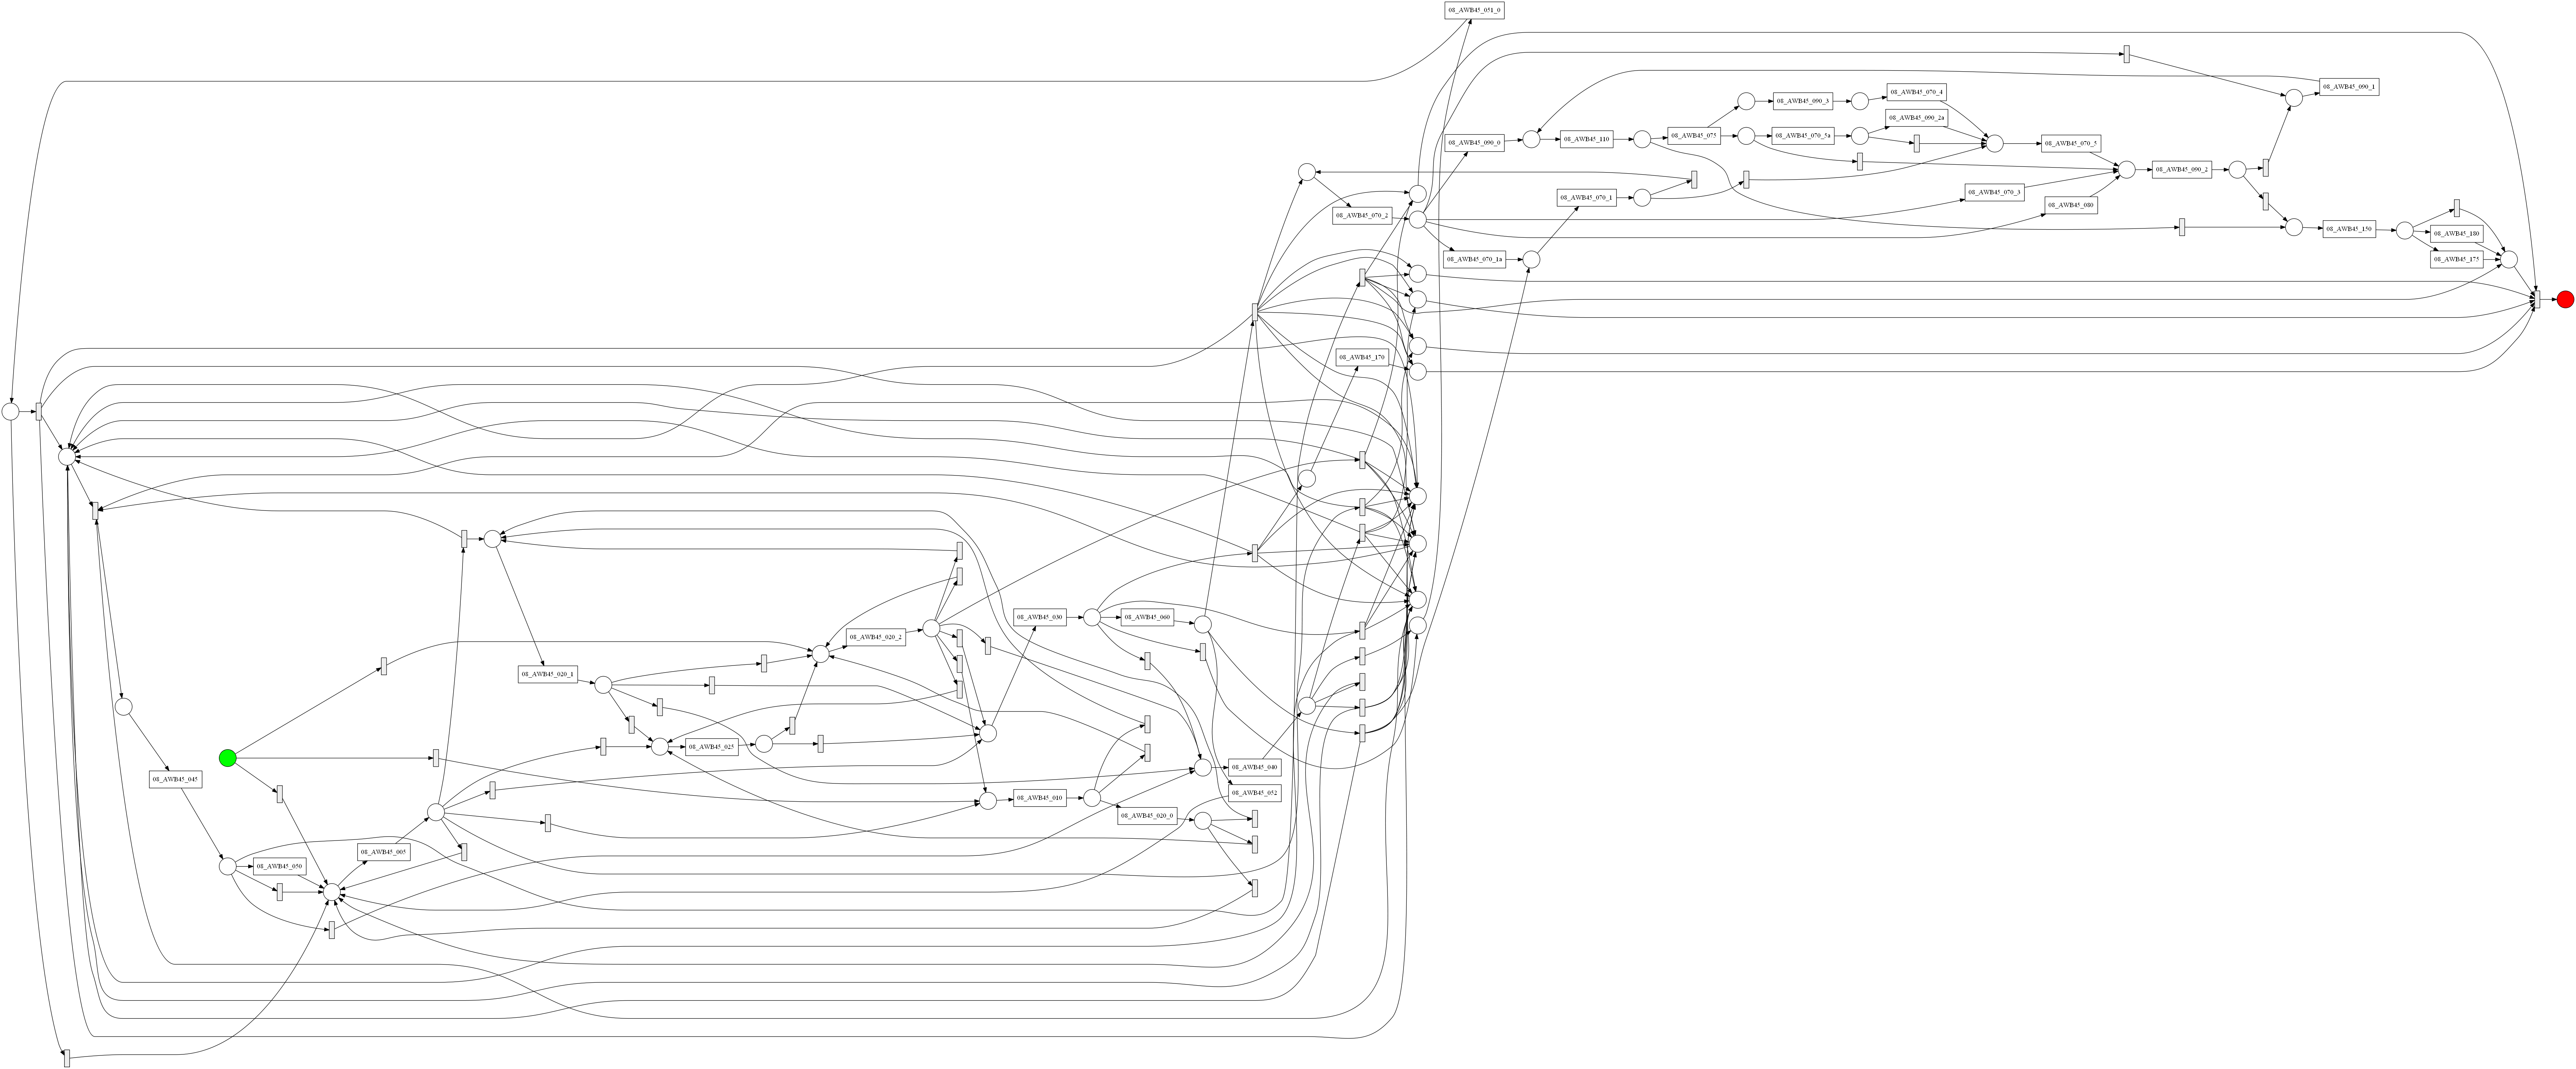 08_AWB45_051_0
08_AWB45_090_1
08_AWB45_070_4
08_AWB45_090_3
08_AWB45_090_2a
08_AWB45_075
08_AWB45_070_5a
08_AWB45_110
08_AWB45_090_0
08_AWB45_070_5
08_AWB45_090_2
08_AWB45_070_3
08_AWB45_070_1
08_AWB45_080
08_AWB45_070_2
08_AWB45_150
08_AWB45_180
08_AWB45_070_1a
08_AWB45_175
08_AWB45_170
08_AWB45_030
08_AWB45_060
08_AWB45_020_2
08_AWB45_020_1
08_AWB45_025
08_AWB45_040
08_AWB45_045
08_AWB45_052
08_AWB45_010
08_AWB45_020_0
08_AWB45_005
08_AWB45_050